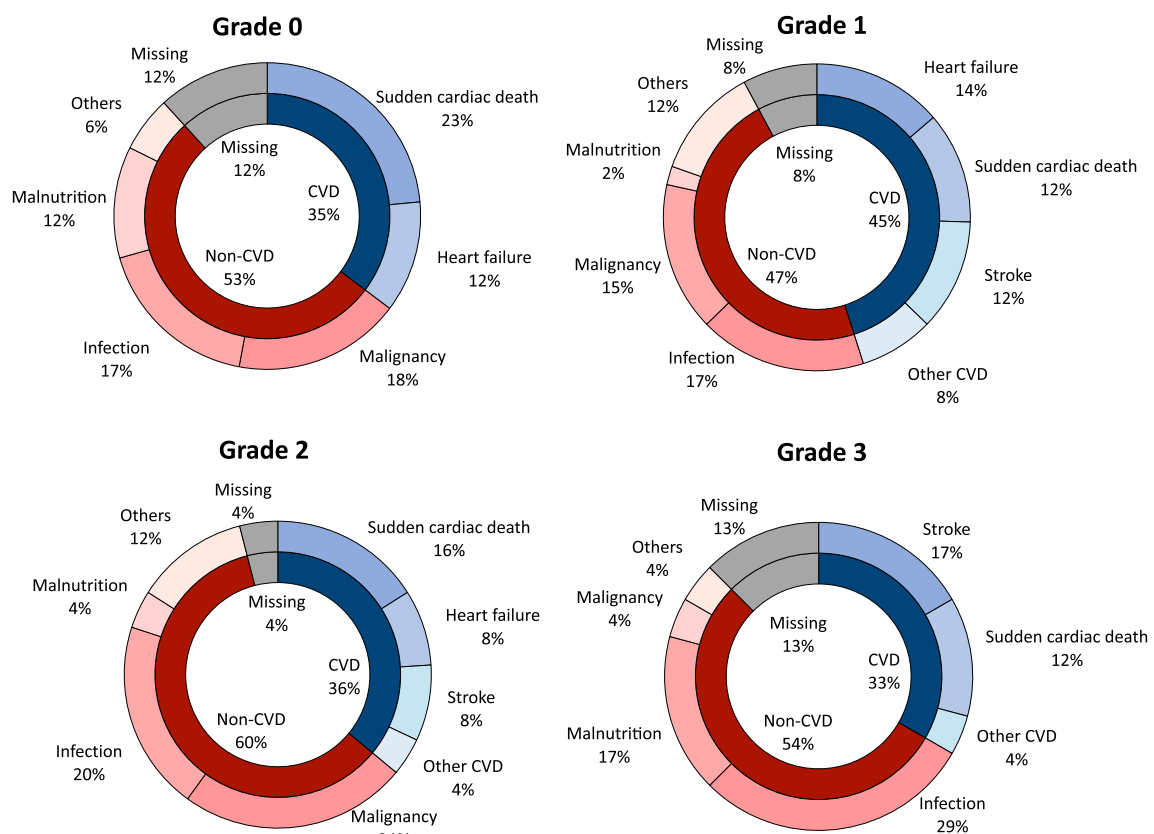 Grade 0
Missing
12%
Others
6%
Malnutrition
12%
Infection
17%
Malignancy
18%
Heart failure
12%
Sudden cardiac death
23%
Missing
12%
CVD
35%
Non-CVD
53%
Grade 1
Missing
8%
Others
12%
Malnutrition
2%
Malignancy
15%
Infection
17%
Other CVD
8%
Stroke
12%
Sudden cardiac death
12%
Heart failure
14%
Missing
8%
CVD
45%
Non-CVD
47%
Grade 2
Missing
4%
Others
12%
Malnutrition
4%
Infection
20%
Malignancy
Other CVD
4%
Stroke
8%
Heart failure
8%
Sudden cardiac death
16%
Missing
4%
CVD
36%
Non-CVD
60%
Grade 3
Missing
13%
Others
4%
Malignancy
4%
Malnutrition
17%
Infection
29%
Other CVD
4%
Sudden cardiac death
12%
Stroke
17%
Missing
13%
CVD
33%
Non-CVD
54%